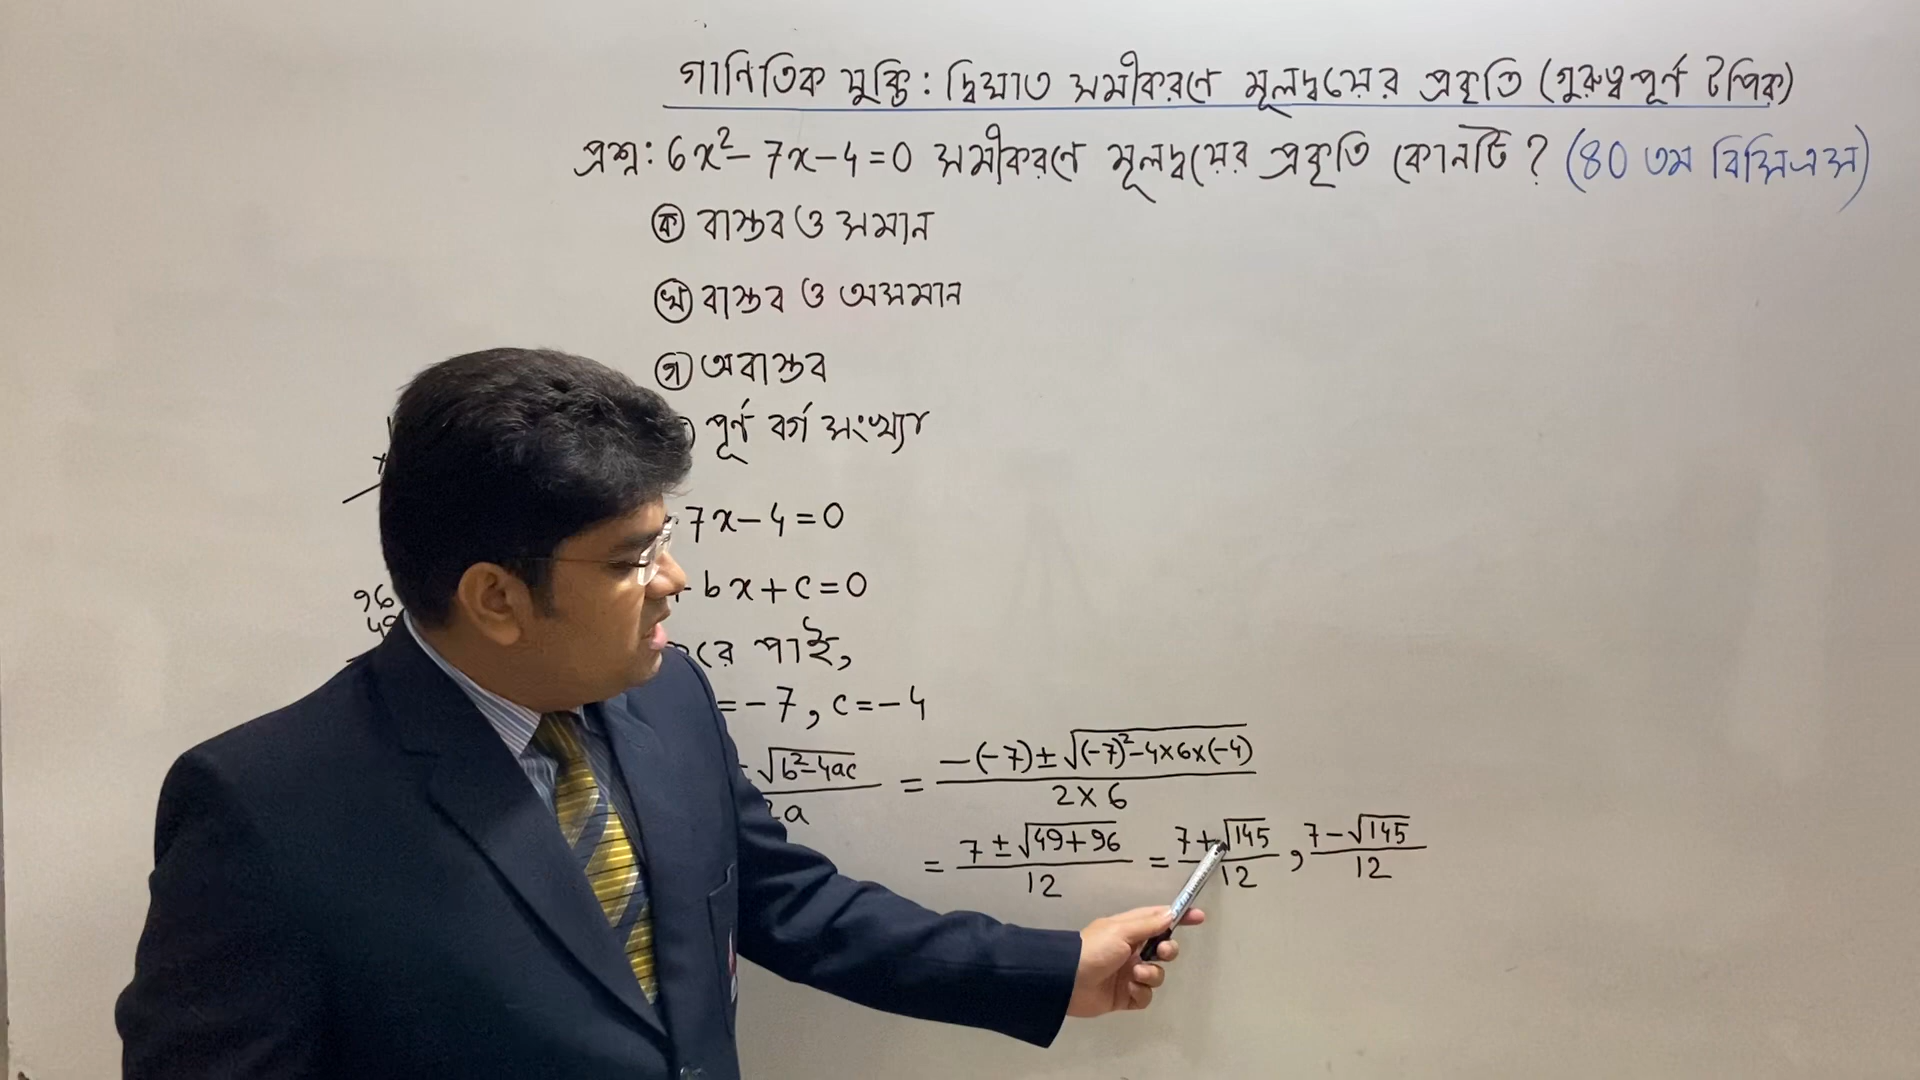 গাণিতিক যুক্তি: দ্বিঘাত সমীকরণে মূলদ্বয়ের প্রকৃতি (গুরুত্বপূর্ণ টপিক)
প্রশ্ন: 6x²-7x-4=0 সমীকরণে মূলদ্বয়ের প্রকৃতি কোনটি? (৪0 তম বিসিএস)
ক বাস্তব ও সমান
খ বাস্তব ও অসমান
গ অবাস্তব
পূর্ণ বর্গ সংখ্যা
7x-4=0
bx+c=0
রে পাই,
=-7, c=-4
√(b²-4ac) / 2a = (-(-7)±√((-7)²-4×6×(-4))) / (2×6)
= (7±√(49+96)) / 12 = (7+√145) / 12, (7-√145) / 12
96